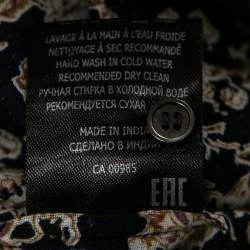 LAVAGE À LA MAIN À L'EAU FROIDE
NETTOYAGE À SEC RECOMMANDÉ
HAND WASH IN COLD WATER
RECOMMENDED DRY CLEAN
РУЧНАЯ СТИРКА В ХОЛОДНОЙ ВОДЕ
РЕКОМЕНДУЕТСЯ СУХАЯ
MADE IN INDIA
СДЕЛАНО В ИНДИИ
CA 00985
EAC